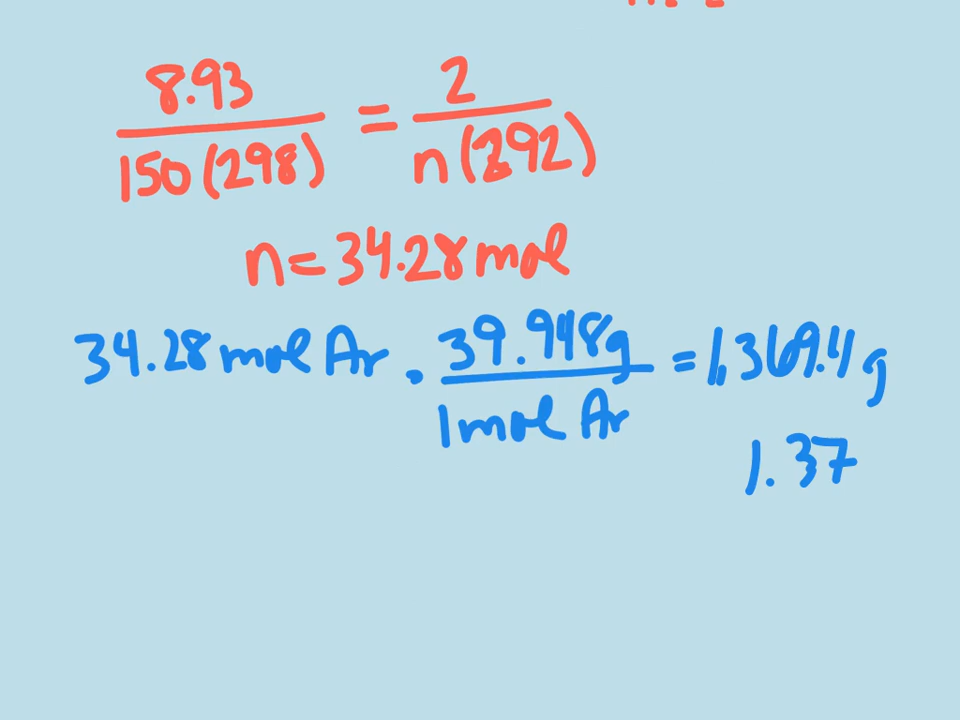 8.93 / 150(298) = 2 / n(292)
n = 34.28 mol
34.28 mol Ar . 39.948g / 1 mol Ar = 1,369.4 g
1.37